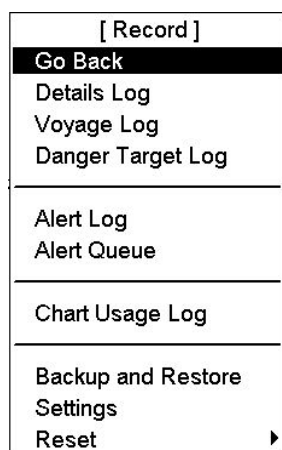 [ Record ]
Go Back
Details Log
Voyage Log
Danger Target Log
Alert Log
Alert Queue
Chart Usage Log
Backup and Restore
Settings
Reset